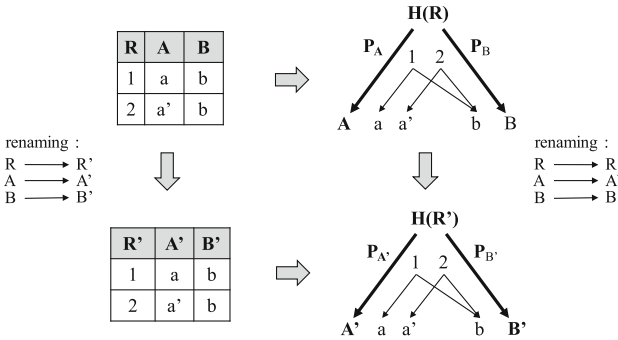 H(R)
R A B
1 a b
2 a’ b
P_A P_B
1 2
A a a’ b B
renaming :
R R’
A A’
B B’
renaming :
R R
A A’
B B
R’ A’ B’
1 a b
2 a’ b
H(R’)
P_A’ P_B’
1 2
A’ a a’ b B’